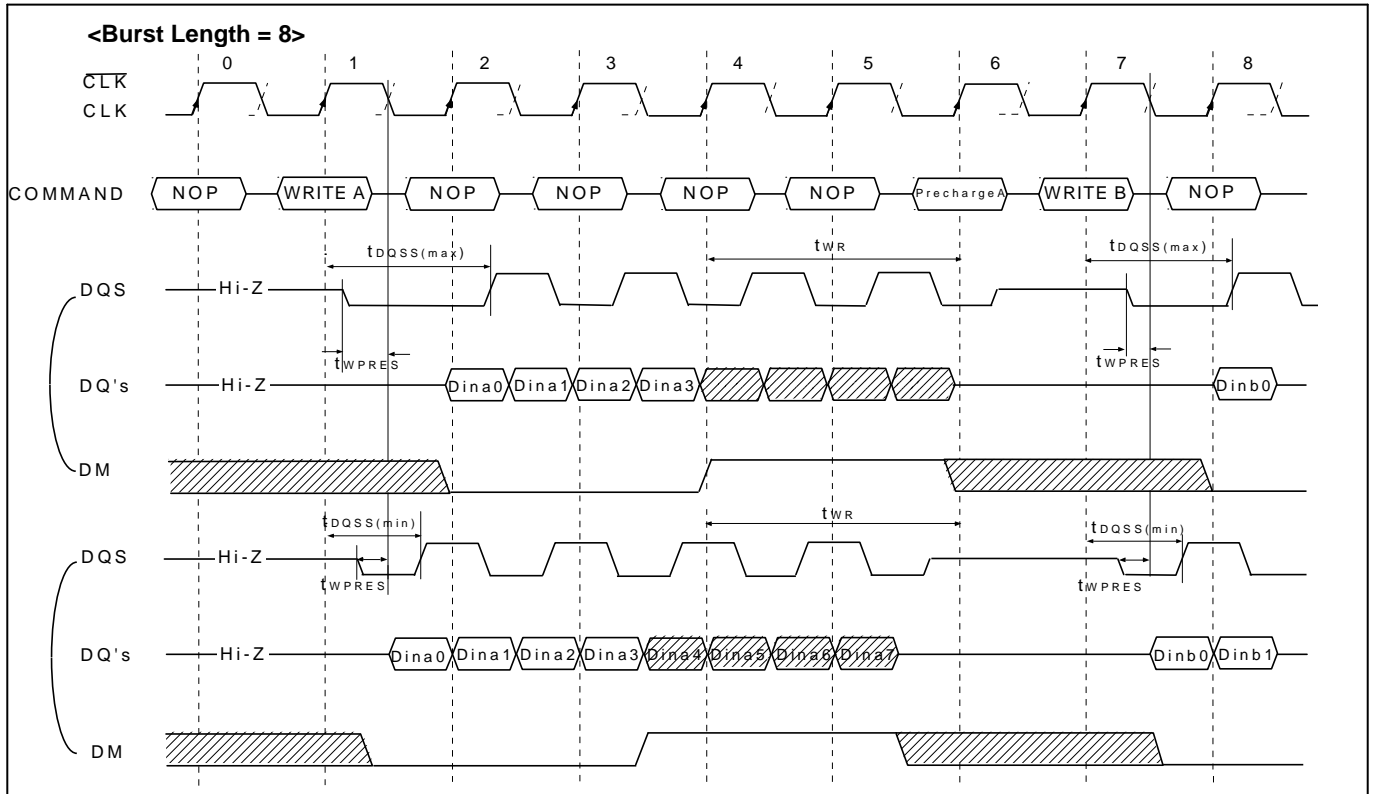 <Burst Length = 8>
0 1 2 3 4 5 6 7 8
CLK
CLK
COMMAND NOP WRITE A NOP NOP NOP NOP PrechargeA WRITE B NOP
tDQSS(max) tWR tDQSS(max)
DQS Hi-Z
tWPRES tWPRES
DQ's Hi-Z Dina0 Dina1 Dina2 Dina3 Dinb0
DM
tDQSS(min) tWR tDQSS(min)
DQS Hi-Z
tWPRES tWPRES
DQ's Hi-Z Dina0 Dina1 Dina2 Dina3 Dina4 Dina5 Dina6 Dina7 Dinb0 Dinb1
DM